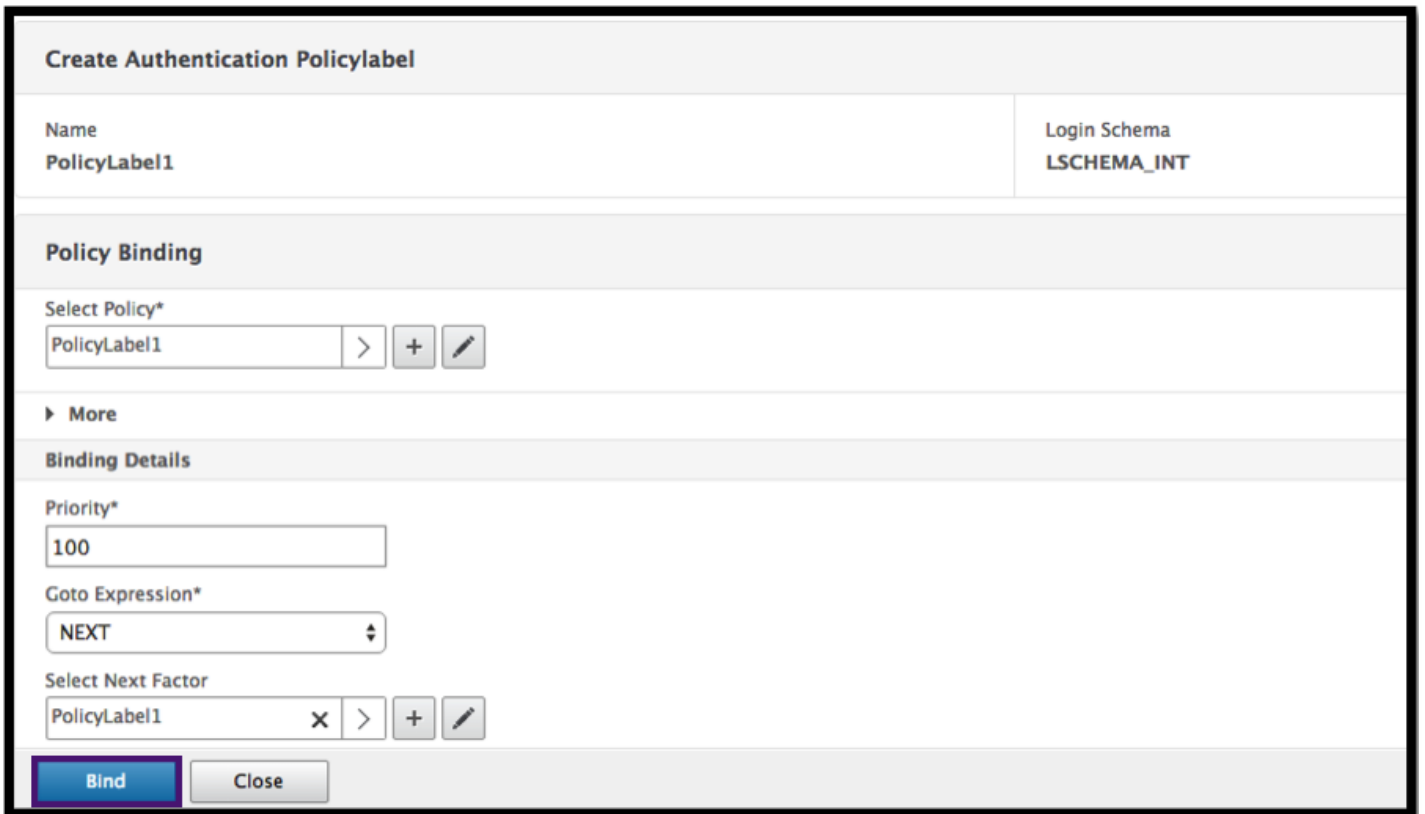 Create Authentication Policylabel
Name
PolicyLabel1
Login Schema
LSCHEMA_INT
Policy Binding
Select Policy*
PolicyLabel1
More
Binding Details
Priority*
100
Goto Expression*
NEXT
Select Next Factor
PolicyLabel1
Bind
Close